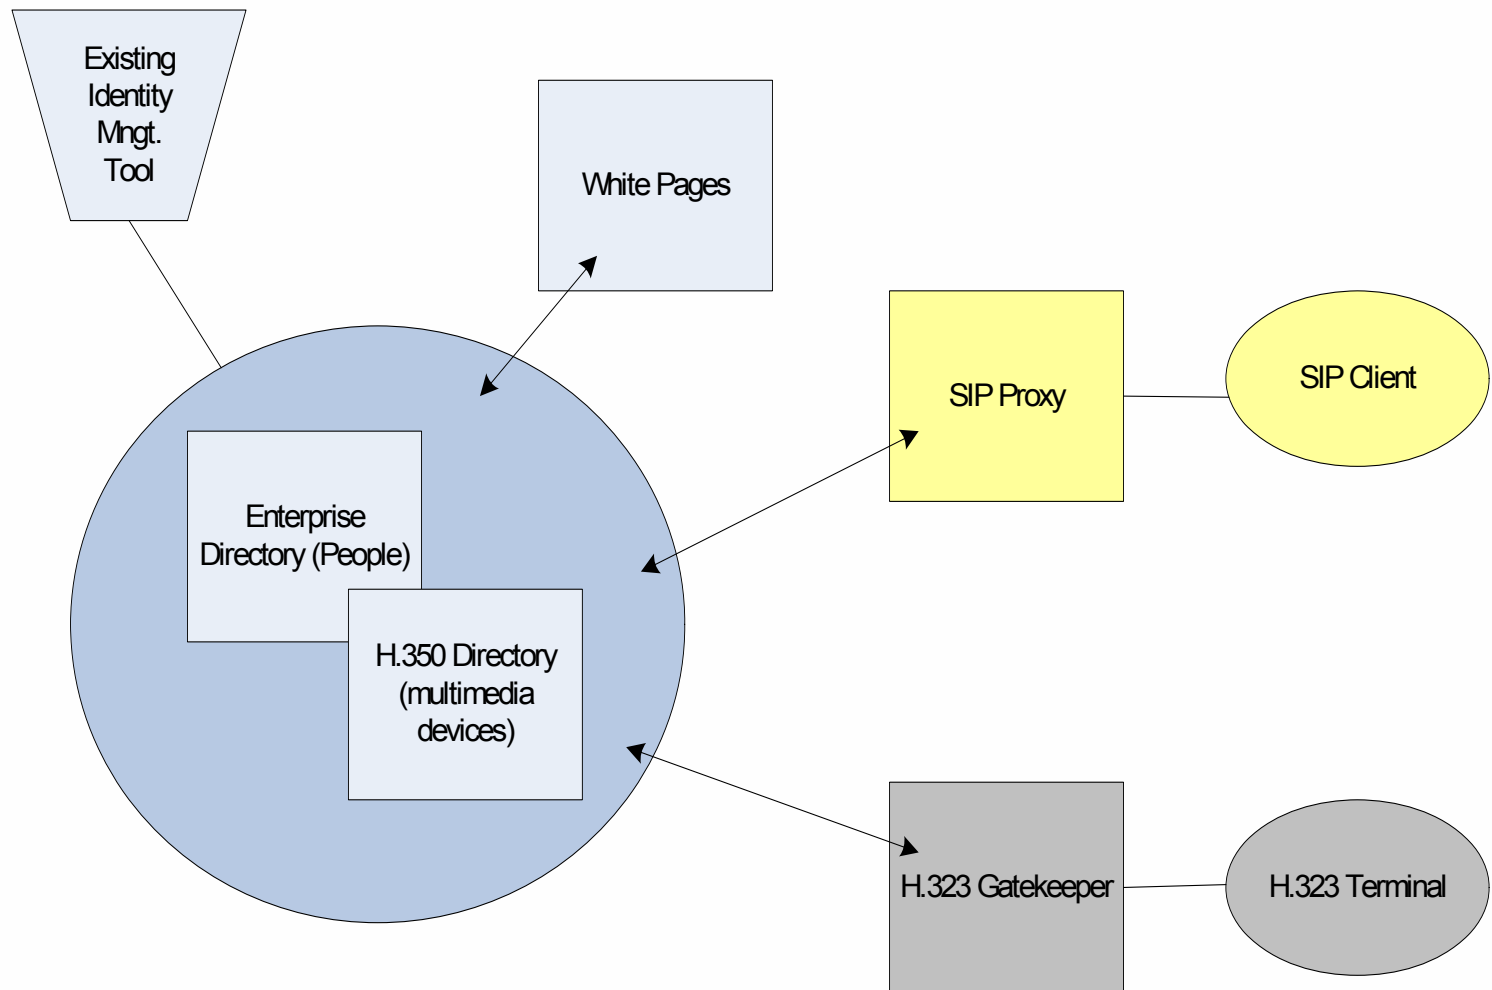 Existing
Identity
Mngt.
Tool
White Pages
SIP Proxy
SIP Client
Enterprise
Directory (People)
H.350 Directory
(multimedia
devices)
H.323 Gatekeeper
H.323 Terminal